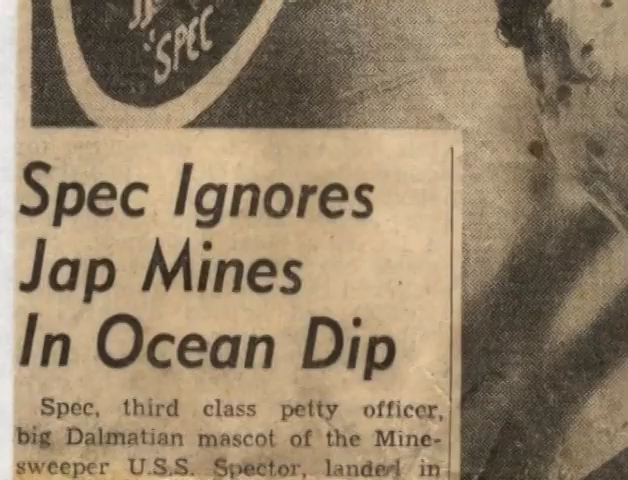 "SPEC
Spec Ignores
Jap Mines
In Ocean Dip
Spec, third class petty officer,
big Dalmatian mascot of the Mine-
sweeper U.S.S. Spector, landed in